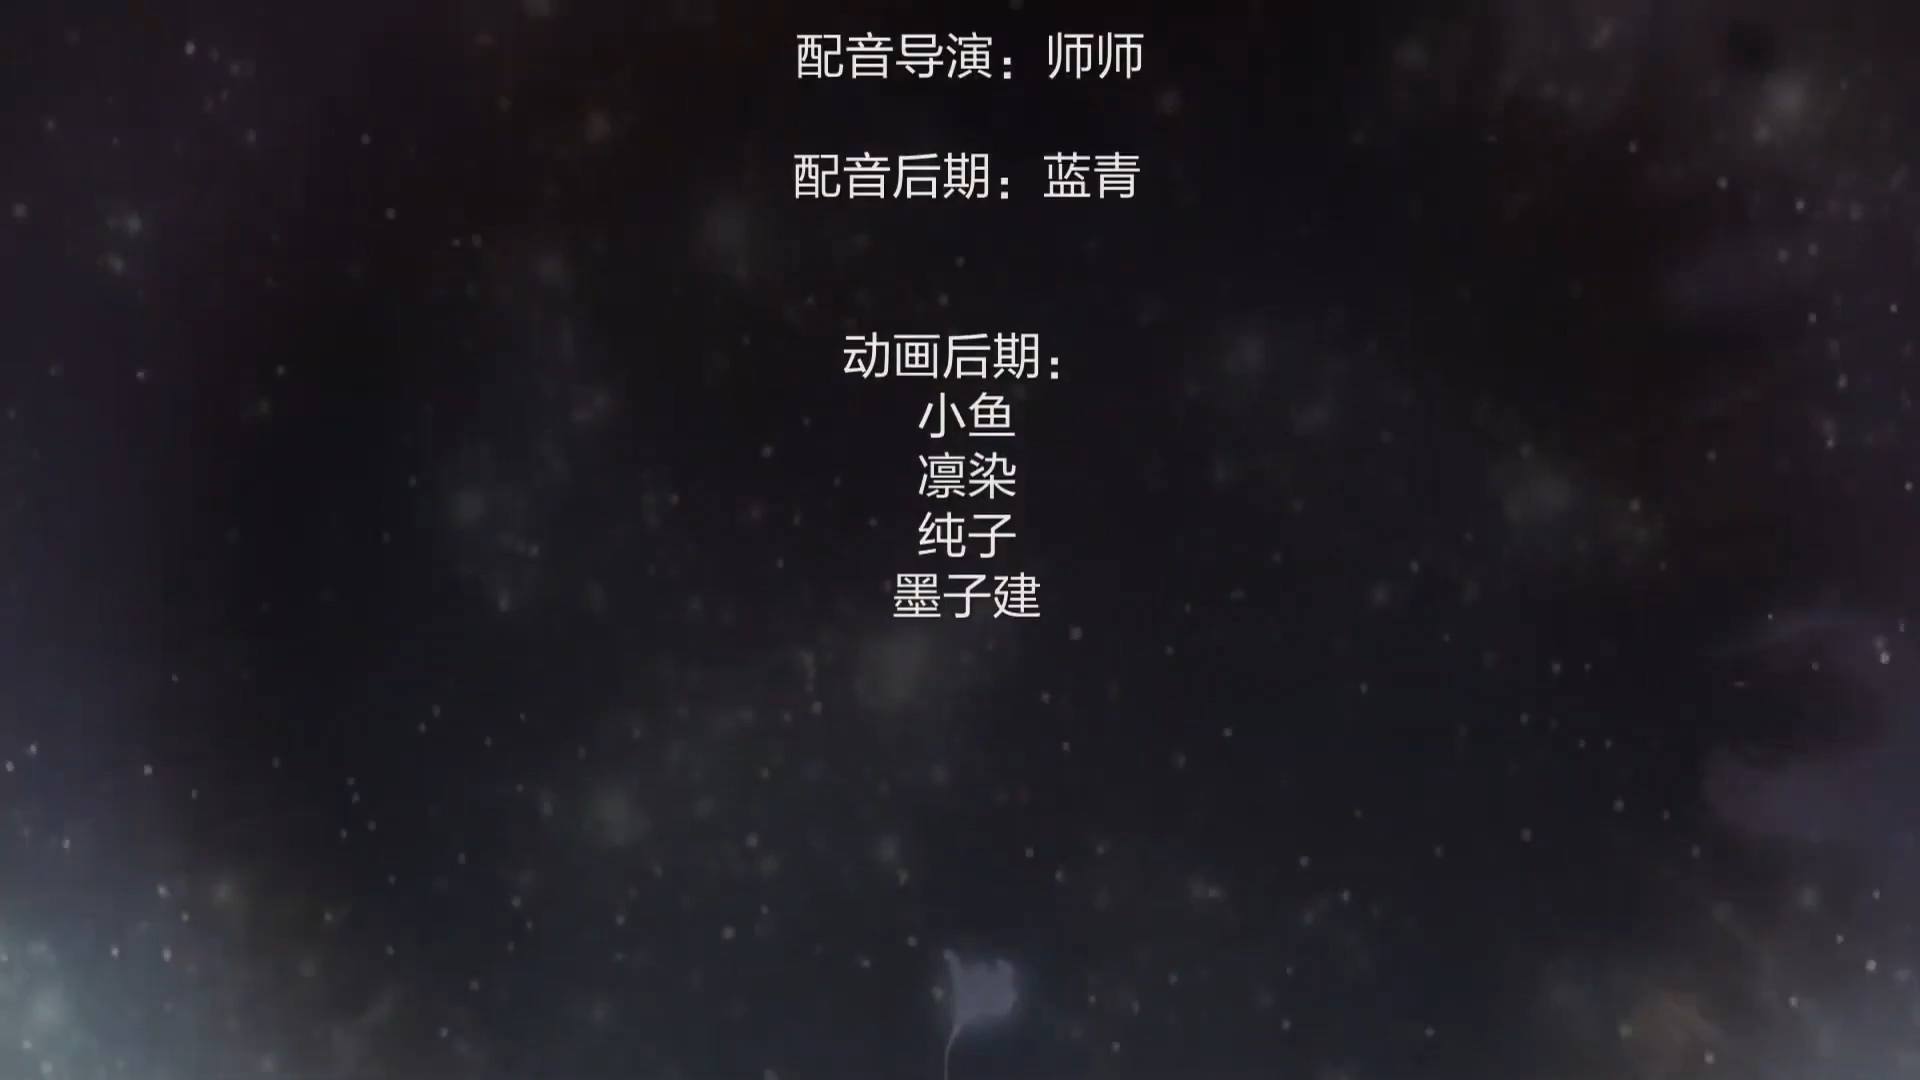 配音导演：师师
配音后期：蓝青
动画后期：
小鱼
凛染
纯子
墨子建